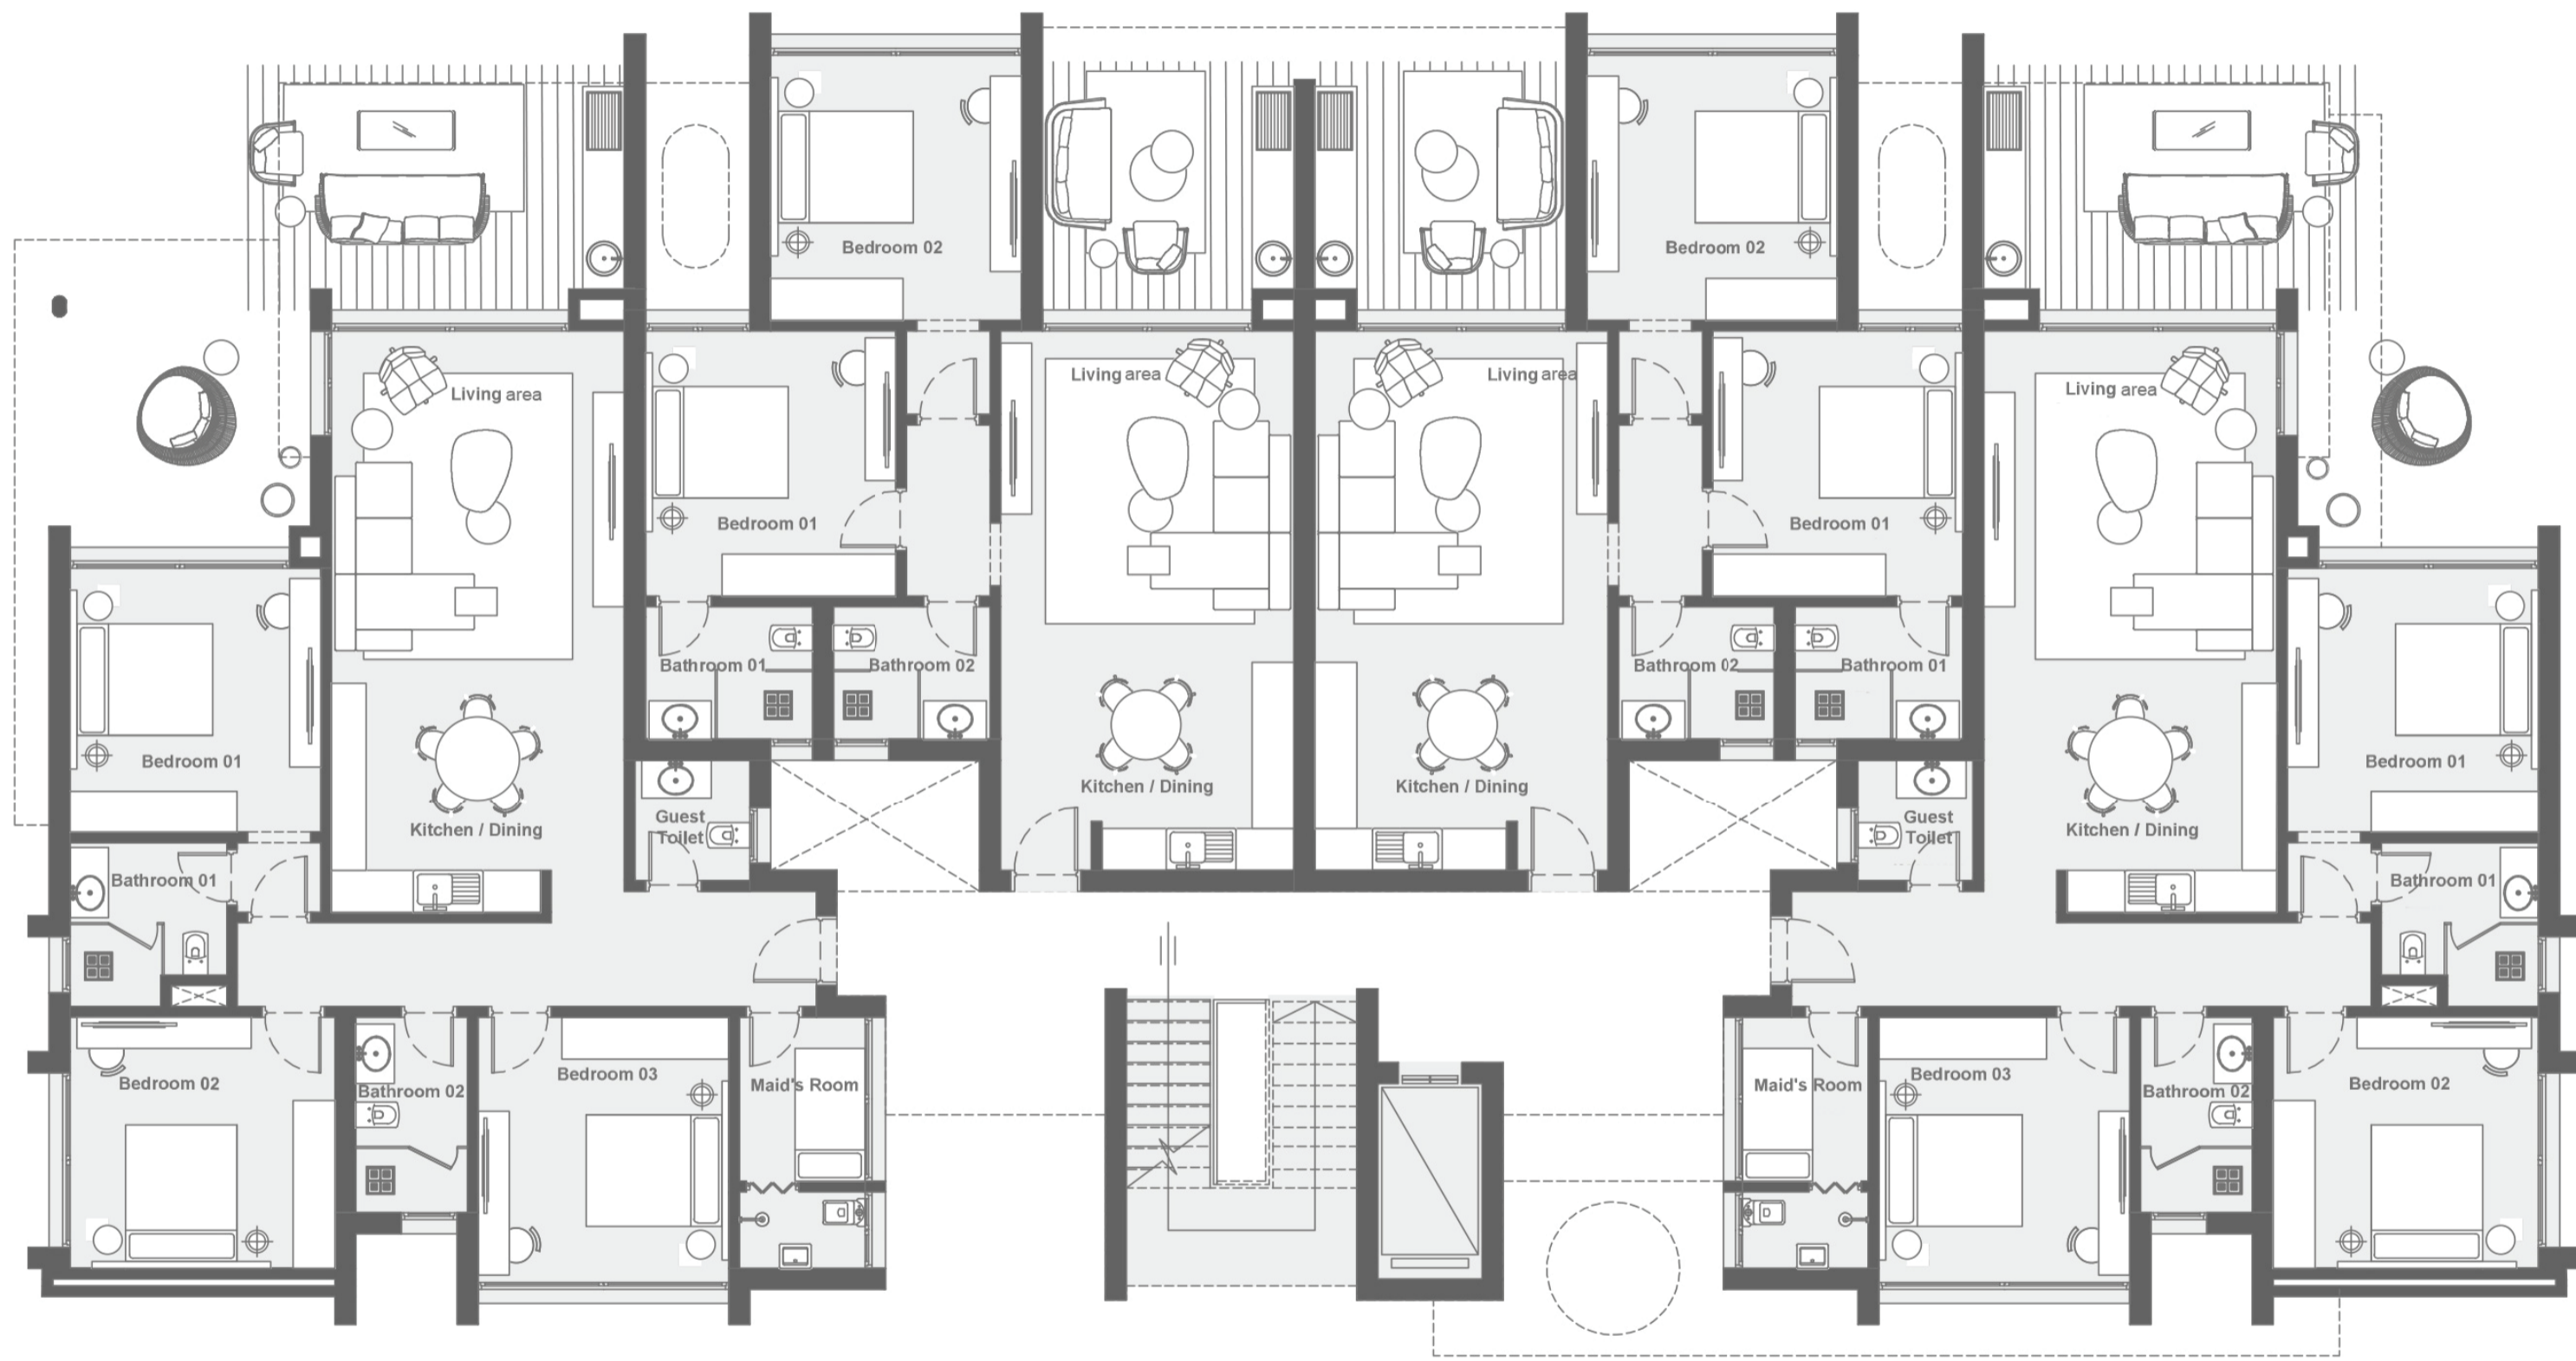 Bedroom 02
Bedroom 02
Living area
Living area
Living area
Living area
Bedroom 01
Bedroom 01
Bathroom 01
Bathroom 02
Bathroom 02
Bathroom 01
Bedroom 01
Bedroom 01
Kitchen / Dining
Kitchen / Dining
Guest
Toilet
Guest
Toilet
Kitchen / Dining
Kitchen / Dining
Bathroom 01
Bathroom 01
Bedroom 02
Bathroom 02
Bedroom 03
Maid's Room
Maid's Room
Bedroom 03
Bathroom 02
Bedroom 02